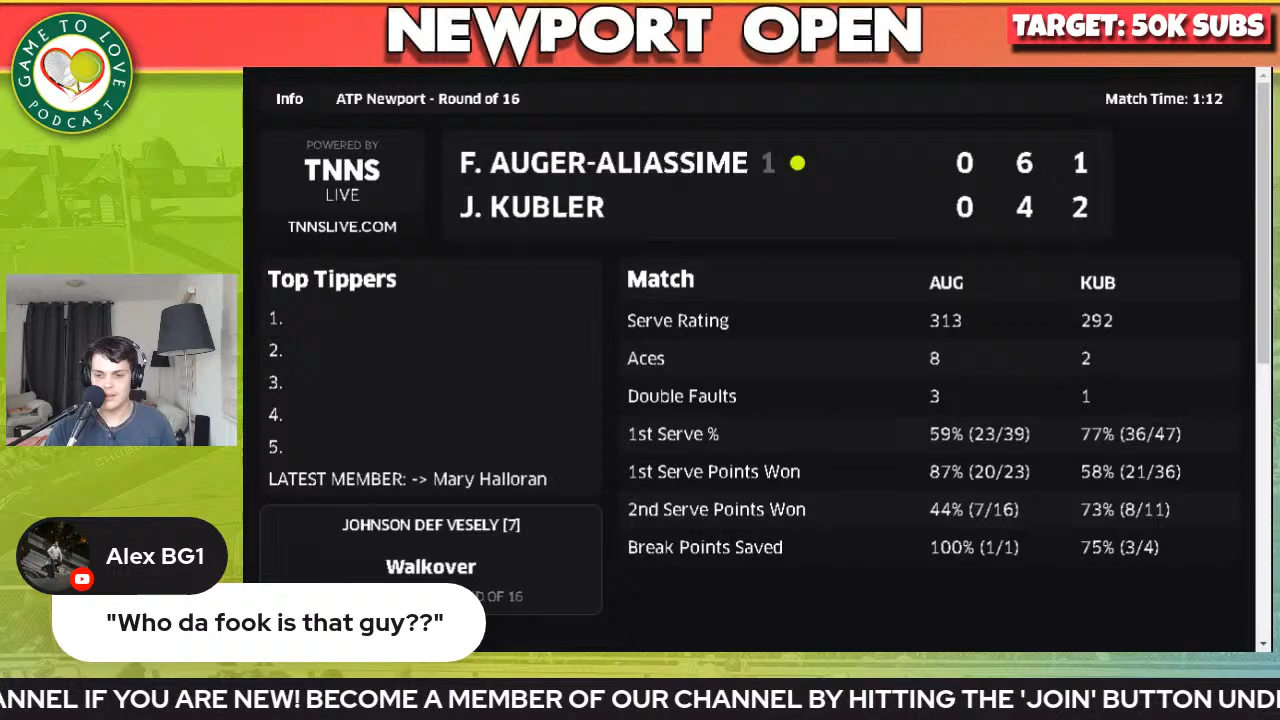 NEWPORT OPEN
TARGET: 50K SUBS
GAME TO LOVE
PODCAST
Info ATP Newport - Round of 16 Match Time: 1:12
POWERED BY
TNNS
LIVE
TNNSLIVE.COM
F. AUGER-ALIASSIME 1 0 6 1
J. KUBLER 0 4 2
Top Tippers
1.
2.
3.
4.
5.
LATEST MEMBER: -> Mary Halloran
JOHNSON DEF VESELY [7]
Walkover
D OF 16
Match AUG KUB
Serve Rating 313 292
Aces 8 2
Double Faults 3 1
1st Serve % 59% (23/39) 77% (36/47)
1st Serve Points Won 87% (20/23) 58% (21/36)
2nd Serve Points Won 44% (7/16) 73% (8/11)
Break Points Saved 100% (1/1) 75% (3/4)
Alex BG1
"Who da fook is that guy??"
ANNEL IF YOU ARE NEW! BECOME A MEMBER OF OUR CHANNEL BY HITTING THE 'JOIN' BUTTON UND